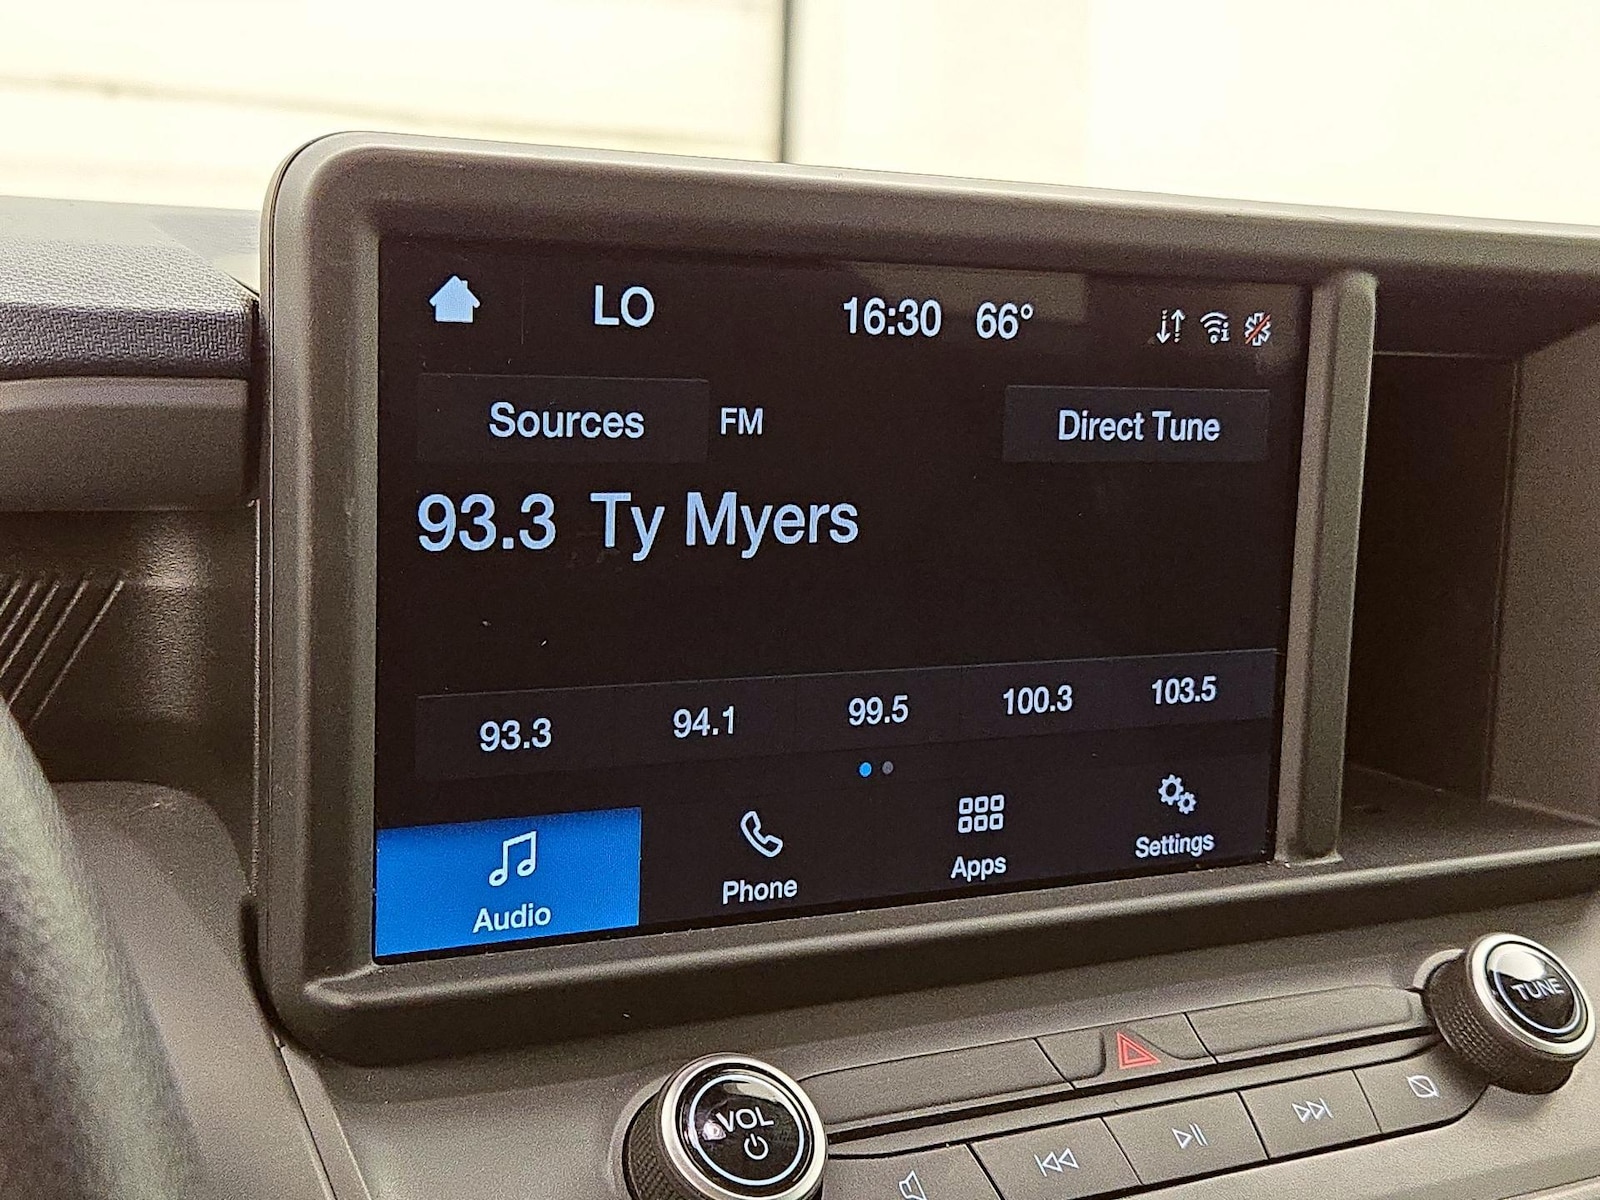 LO 16:30 66°
Sources FM Direct Tune
93.3 Ty Myers
93.3 94.1 99.5 100.3 103.5
Audio Phone Apps Settings
TUNE
VOL